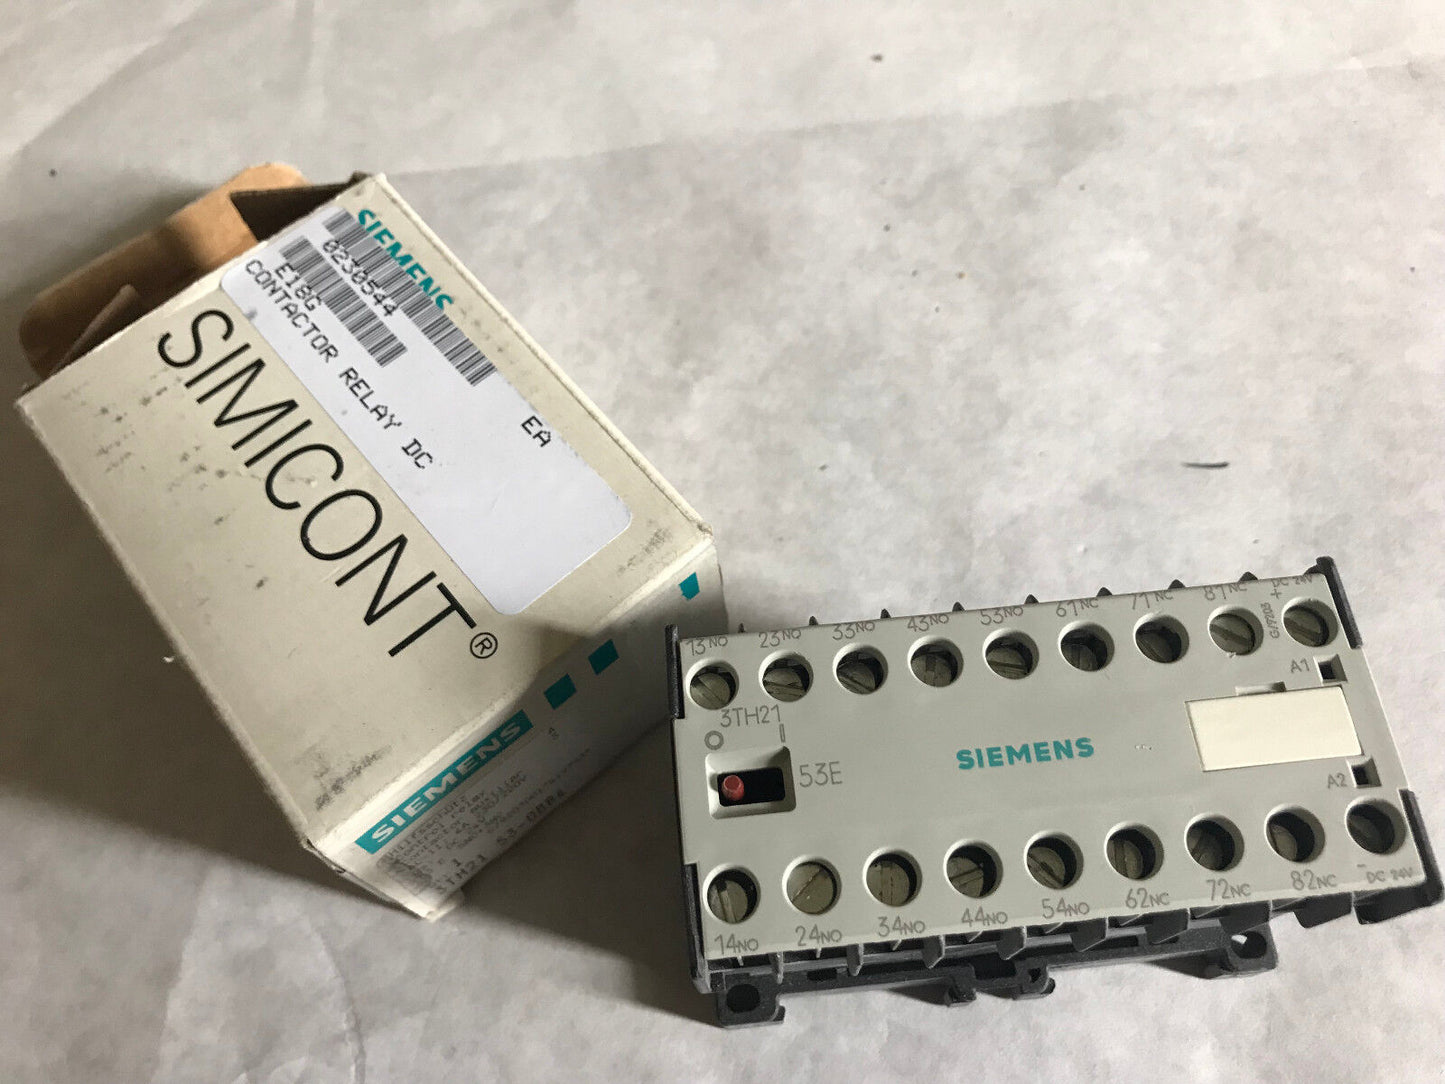 SIEMENS
0230544
EA
E18G
CONTACTOR RELAY DC
SIMICONT®
SIEMENS
13NO 23NO 33NO 43NO 53NO 61NC 71NC 81NC
DC 24V
+
G/9203
A1
3TH21
O I
53E
SIEMENS
A2
14NO 24NO 34NO 44NO 54NO 62NC 72NC 82NC
-DC 24V